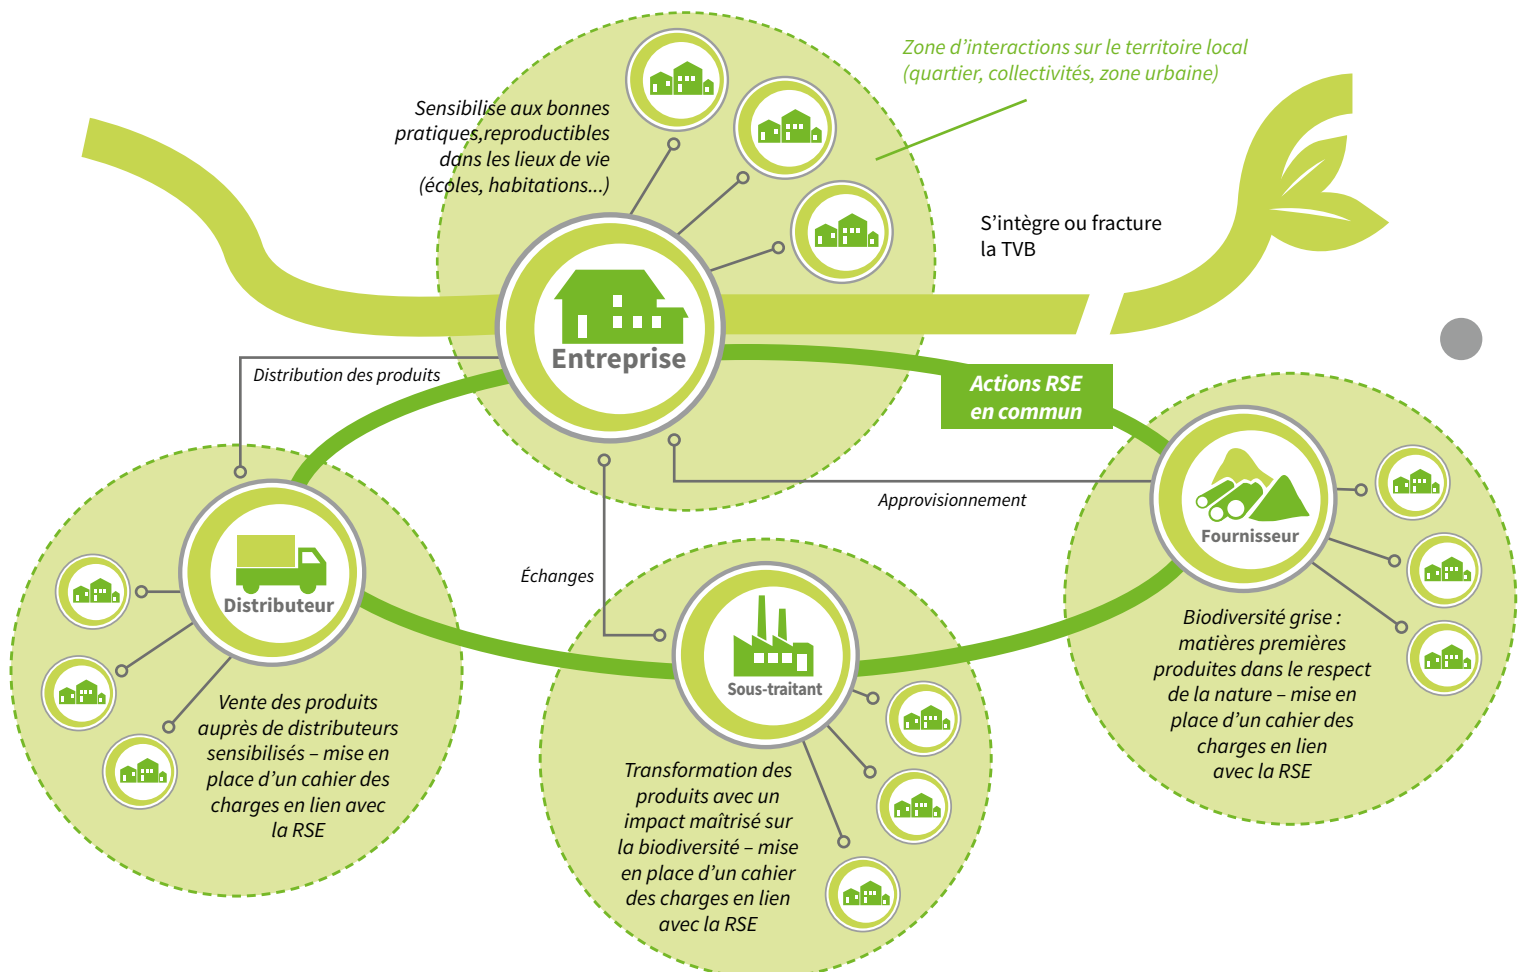 Zone d’interactions sur le territoire local
(quartier, collectivités, zone urbaine)
Sensibilise aux bonnes
pratiques,reproductibles
dans les lieux de vie
(écoles, habitations...)
S’intègre ou fracture
la TVB
Entreprise
Distribution des produits
Actions RSE
en commun
Approvisionnement
Fournisseur
Échanges
Distributeur
Biodiversité grise :
matières premières
produites dans le respect
de la nature – mise en
place d’un cahier des
charges en lien
avec la RSE
Sous-traitant
Vente des produits
auprès de distributeurs
sensibilisés – mise en
place d’un cahier des
charges en lien avec
la RSE
Transformation des
produits avec un
impact maîtrisé sur
la biodiversité – mise
en place d’un cahier
des charges en lien
avec la RSE